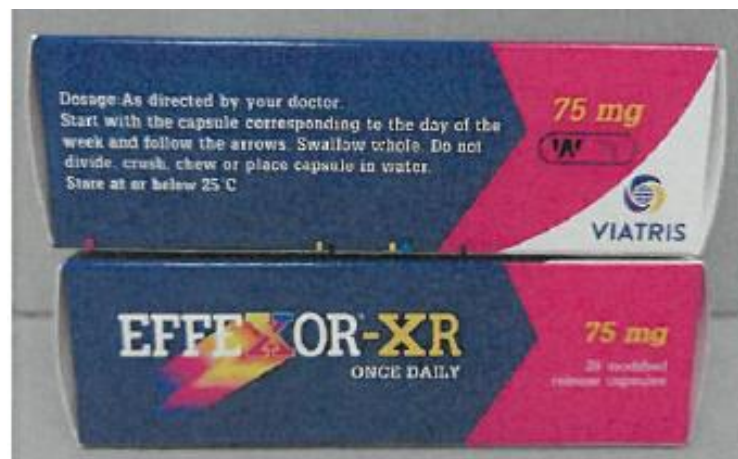 Dosage:As directed by your doctor.
Start with the capsule corresponding to the day of the
week and follow the arrows. Swallow whole. Do not
divide, crush, chew or place capsule in water.
Store at or below 25 C
75 mg
VIATRIS
EFFEXOR-XR
ONCE DAILY
75 mg
28 modified
release capsules